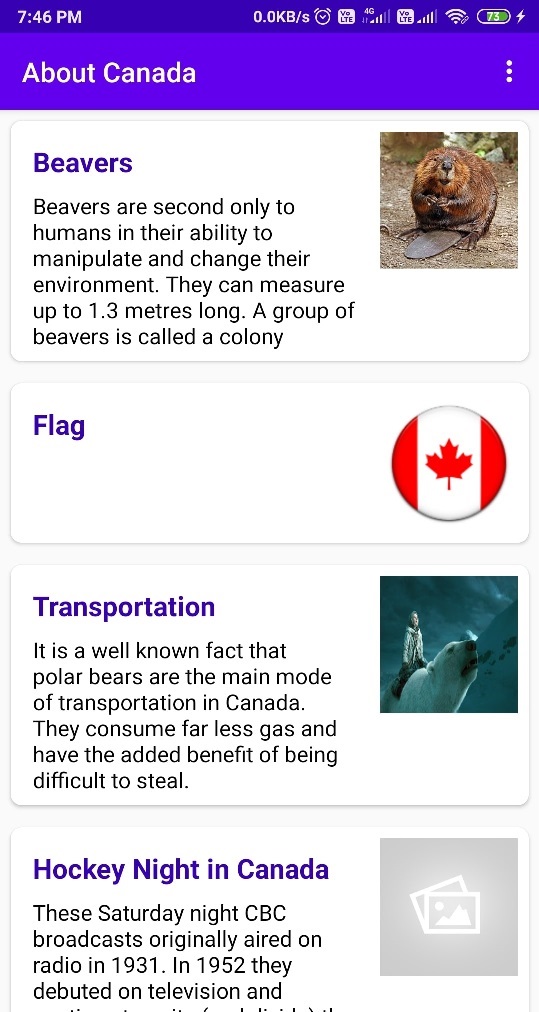 7:46 PM 0.0KB/s Vo LTE 4G Vo LTE 73
About Canada
Beavers
Beavers are second only to
humans in their ability to
manipulate and change their
environment. They can measure
up to 1.3 metres long. A group of
beavers is called a colony
Flag
Transportation
It is a well known fact that
polar bears are the main mode
of transportation in Canada.
They consume far less gas and
have the added benefit of being
difficult to steal.
Hockey Night in Canada
These Saturday night CBC
broadcasts originally aired on
radio in 1931. In 1952 they
debuted on television and